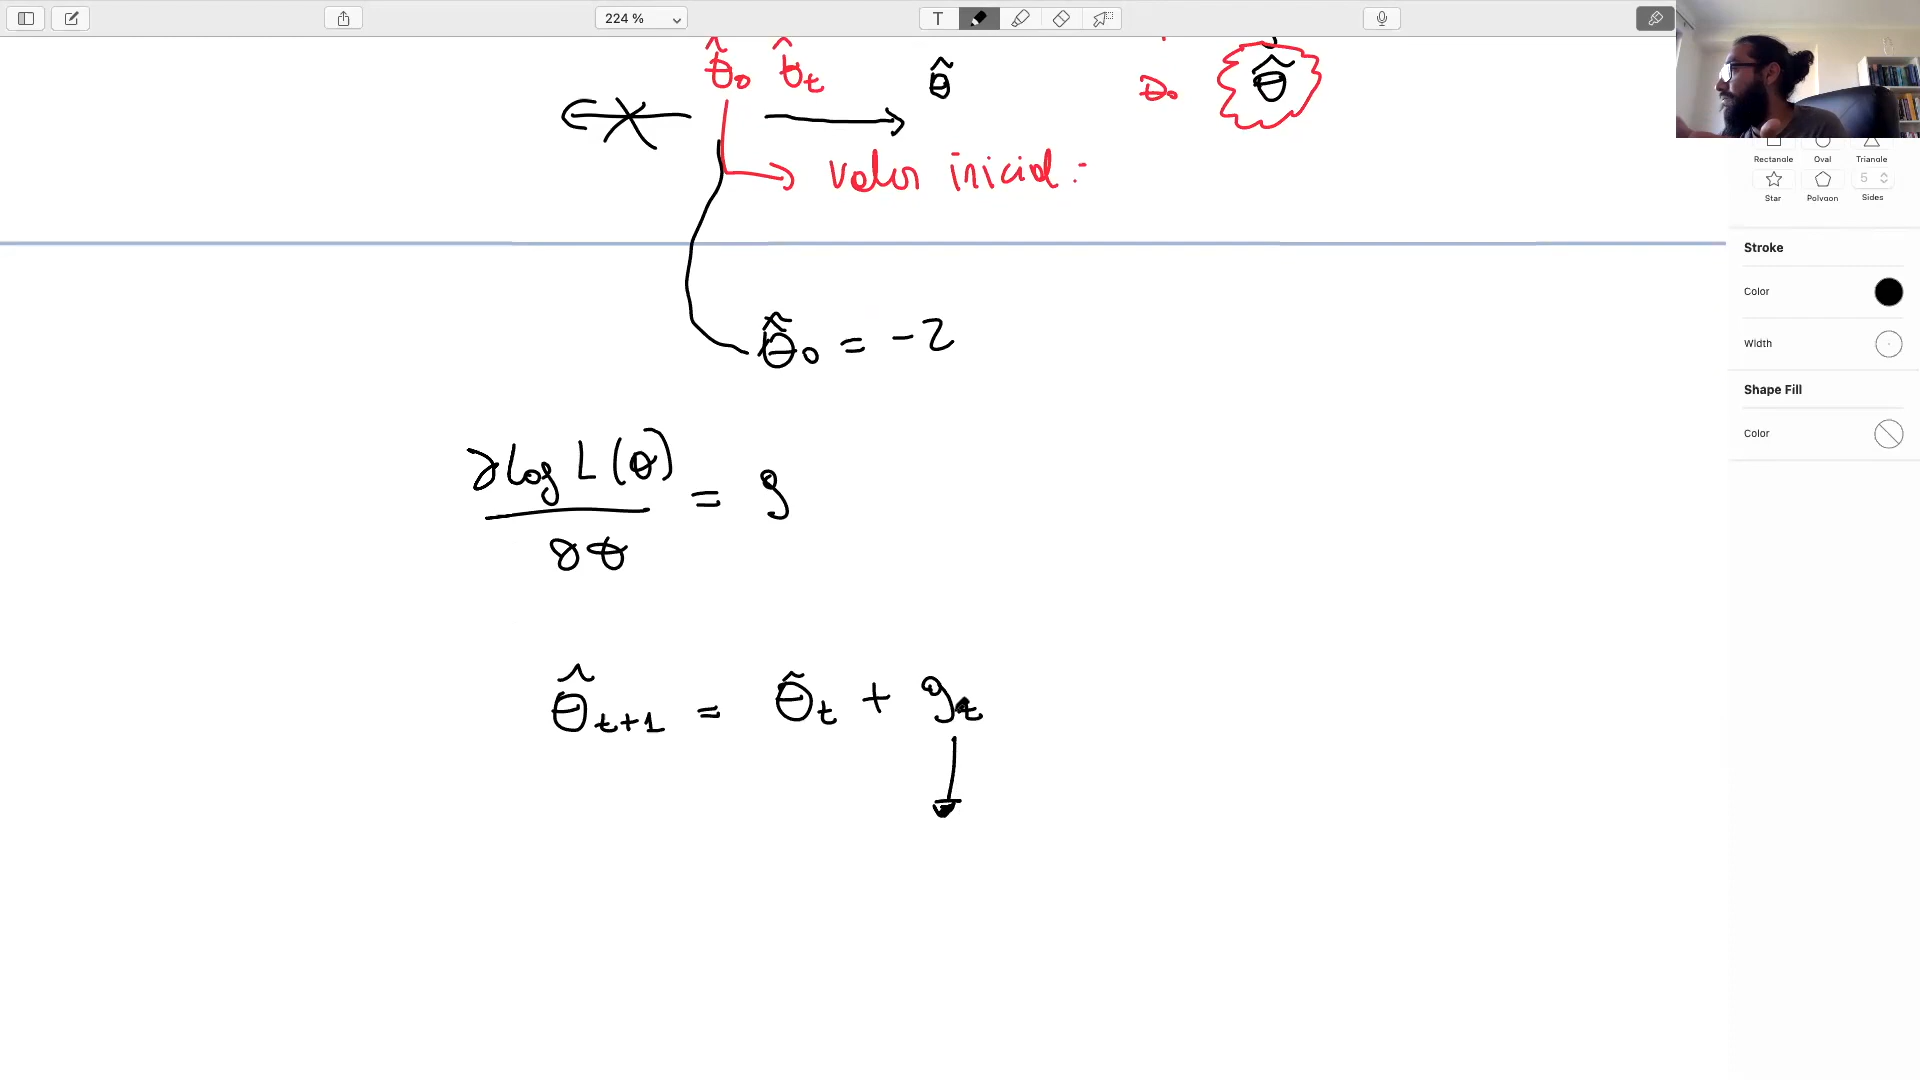 224 %
T
θ̂₀ θ̂ₜ θ̂ θ₀ θ̂
valor inicial :
Rectangle Oval Triangle
5
Star Polygon Sides
Stroke
Color
Width
Shape Fill
Color
θ̂₀ = -2
∂ log L(θ)
= g
∂θ
θ̂ₜ₊₁ = θ̂ₜ + gₜ